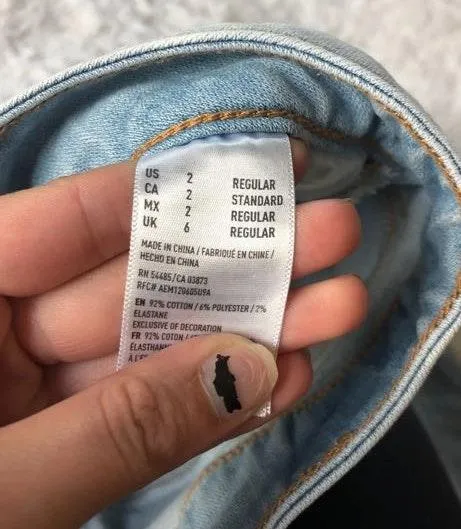 US 2 REGULAR
CA 2 STANDARD
MX 2 REGULAR
UK 6 REGULAR
MADE IN CHINA / FABRIQUÉ EN CHINE /
HECHO EN CHINA
RN 54485/CA 03873
RFC# AEM120605U9A
EN 92% COTTON / 6% POLYESTER / 2%
ELASTANE
EXCLUSIVE OF DECORATION
FR 92% COTON /